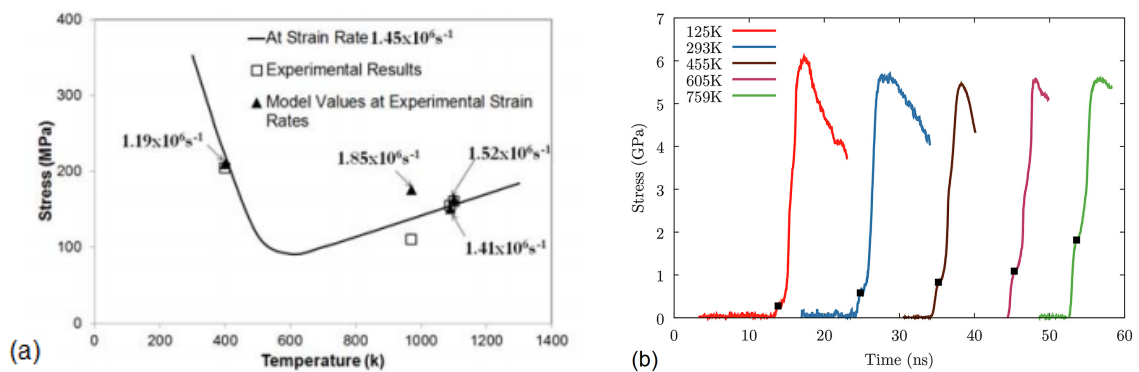 400
300
200
100
0
Stress (MPa)
At Strain Rate 1.45x10⁶s⁻¹
Experimental Results
Model Values at Experimental Strain
Rates
1.19x10⁶s⁻¹
1.85x10⁶s⁻¹
1.52x10⁶s⁻¹
1.41x10⁶s⁻¹
0 200 400 600 800 1000 1200 1400
Temperature (k)
(a)
7
6
5
4
3
2
1
0
Stress (GPa)
125K
293K
455K
605K
759K
0 10 20 30 40 50 60
Time (ns)
(b)